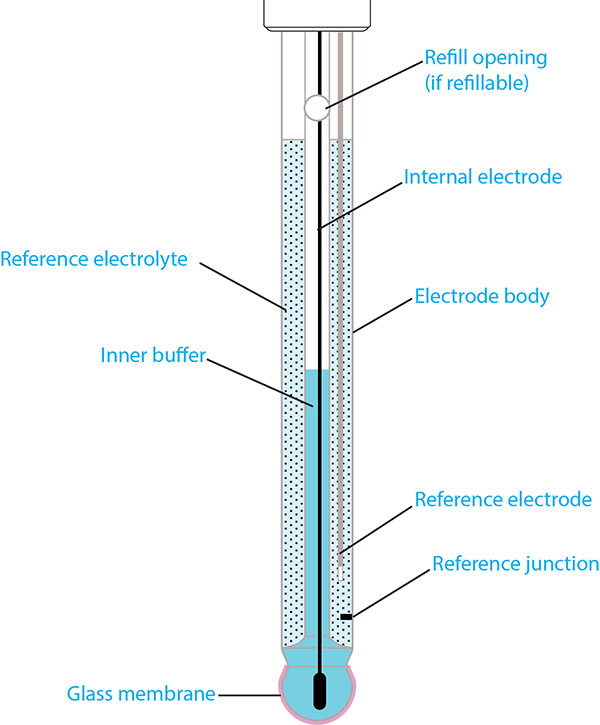 Refill opening
(if refillable)
Internal electrode
Reference electrolyte
Electrode body
Inner buffer
Reference electrode
Reference junction
Glass membrane